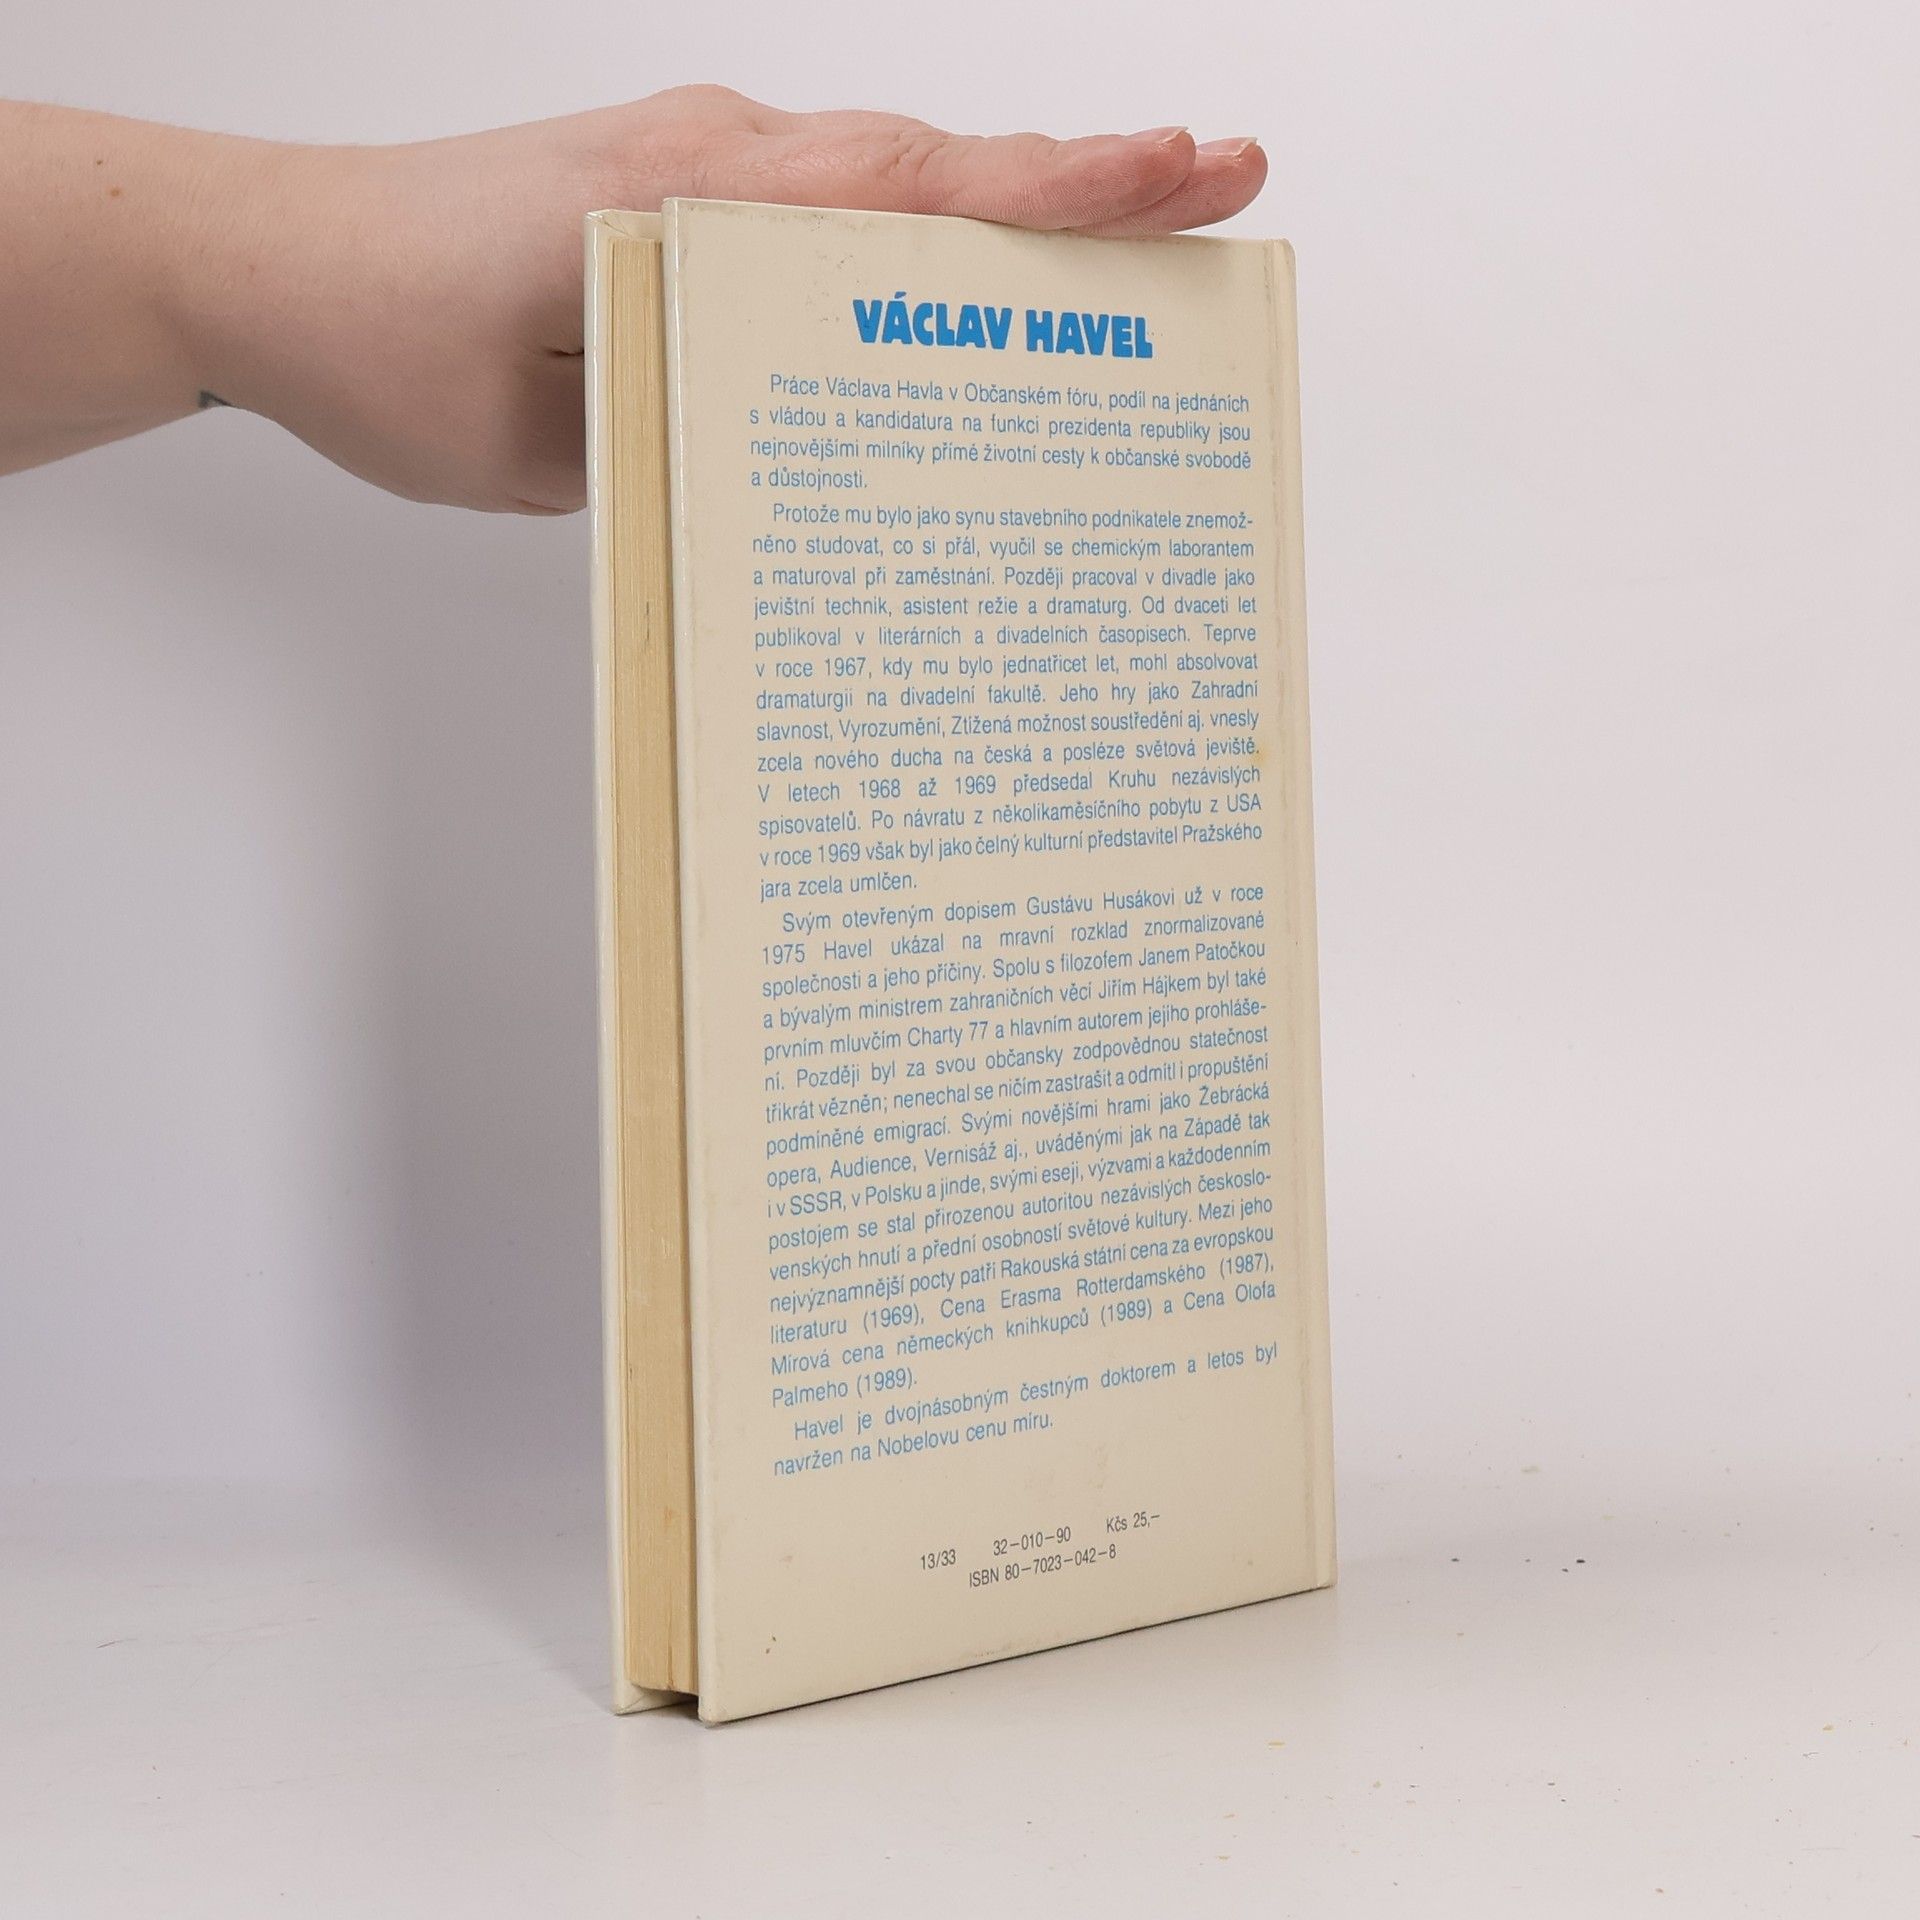 VÁCLAV HAVEL
Práce Václava Havla v Občanském fóru, podíl na jednáních
s vládou a kandidatura na funkci prezidenta republiky jsou
nejnovějšími milníky přímé životní cesty k občanské svobodě
a důstojnosti.
Protože mu bylo jako synu stavebního podnikatele znemož-
něno studovat, co si přál, vyučil se chemickým laborantem
a maturoval při zaměstnání. Později pracoval v divadle jako
jevištní technik, asistent režie a dramaturg. Od dvaceti let
publikoval v literárních a divadelních časopisech. Teprve
v roce 1967, kdy mu bylo jednatřicet let, mohl absolvovat
dramaturgii na divadelní fakultě. Jeho hry jako Zahradní
slavnost, Vyrozumění, Ztížená možnost soustředění aj. vnesly
zcela nového ducha na česká a posléze světová jeviště.
V letech 1968 až 1969 předsedal Kruhu nezávislých
spisovatelů. Po návratu z několikaměsíčního pobytu z USA
v roce 1969 však byl jako čelný kulturní představitel Pražského
jara zcela umlčen.
Svým otevřeným dopisem Gustávu Husákovi už v roce
1975 Havel ukázal na mravní rozklad znormalizované
společnosti a jeho příčiny. Spolu s filozofem Janem Patočkou
a bývalým ministrem zahraničních věcí Jiřím Hájkem byl také
prvním mluvčím Charty 77 a hlavním autorem jejího prohláše-
ní. Později byl za svou občansky zodpovědnou statečnost
třikrát vězněn; nenechal se ničím zastrašit a odmítl i propuštění
podmíněné emigrací. Svými novějšími hrami jako Žebrácká
opera, Audience, Vernisáž aj., uváděnými jak na Západě tak
i v SSSR, v Polsku a jinde, svými eseji, výzvami a každodenním
postojem se stal přirozenou autoritou nezávislých českoslo-
venských hnutí a přední osobností světové kultury. Mezi jeho
nejvýznamnější pocty patří Rakouská státní cena za evropskou
literaturu (1969), Cena Erasma Rotterdamského (1987),
Mírová cena německých knihkupců (1989) a Cena Olofa
Palmeho (1989).
Havel je dvojnásobným čestným doktorem a letos byl
navržen na Nobelovu cenu míru.
13/33 32–010–90 Kčs 25,–
ISBN 80–7023–042–8